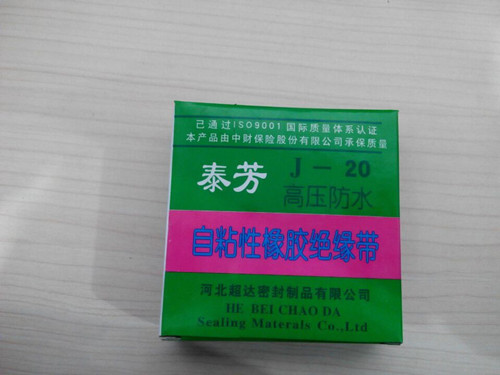 已通过ISO9001国际质量体系认证
本产品由中财保险股份有限公司承保质量
泰芳 J-20
高压防水
自粘性橡胶绝缘带
河北超达密封制品有限公司
HE BEI CHAO DA
Sealing Materals Co.,Ltd